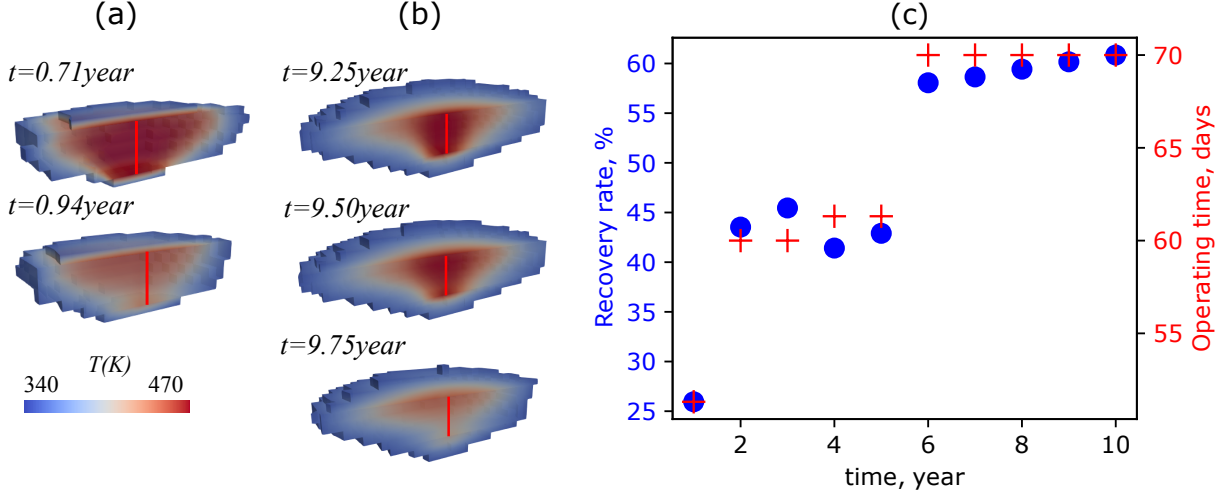 (a)
t=0.71year
t=0.94year
T(K)
340 470
(b)
t=9.25year
t=9.50year
t=9.75year
(c)
Recovery rate, %
60
55
50
45
40
35
30
25
2 4 6 8 10
time, year
70
65
60
55
Operating time, days